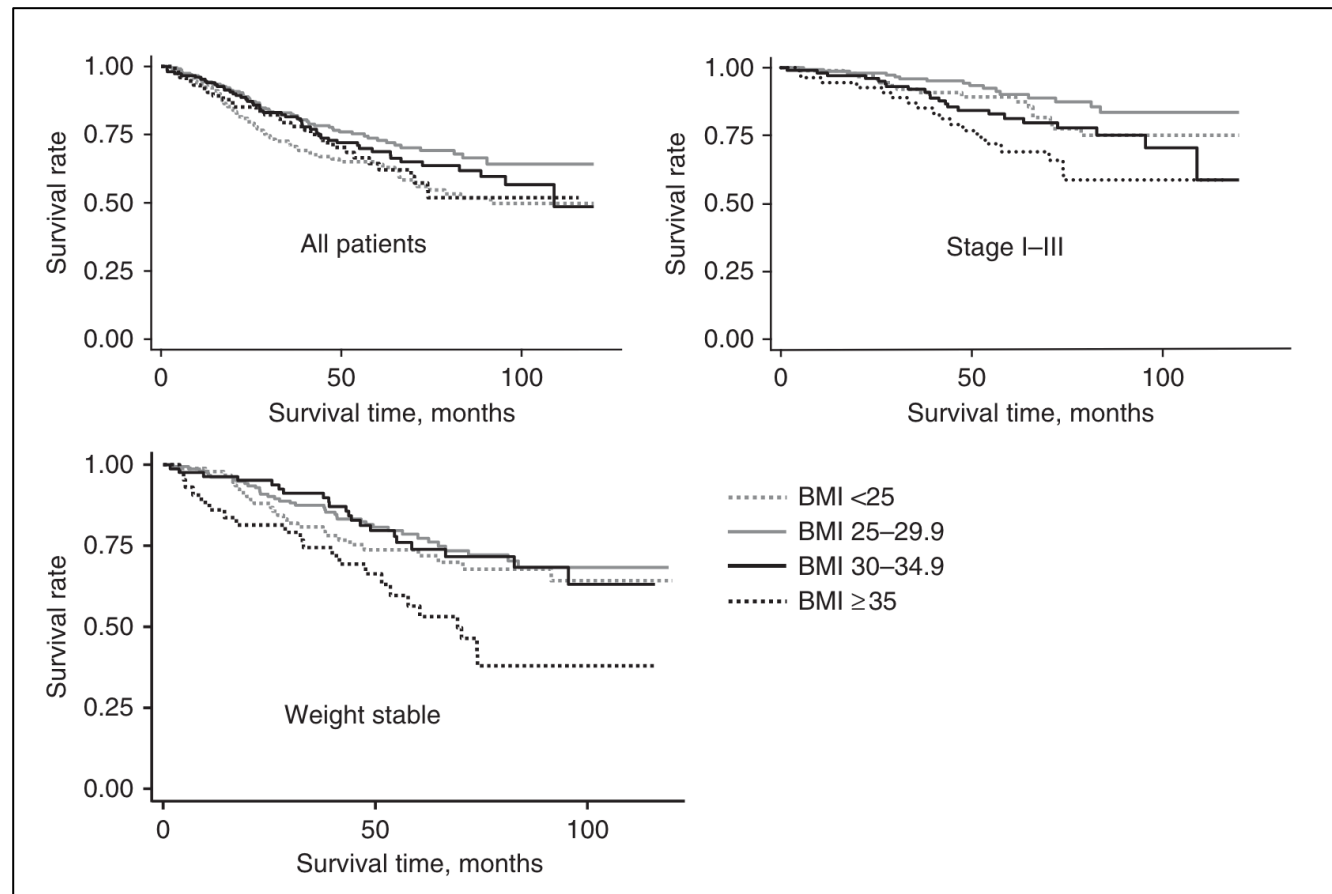 1.00
0.75
0.50
0.25
0.00
Survival rate
All patients
0 50 100
Survival time, months
1.00
0.75
0.50
0.25
0.00
Survival rate
Stage I–III
0 50 100
Survival time, months
1.00
0.75
0.50
0.25
0.00
Survival rate
Weight stable
0 50 100
Survival time, months
BMI <25
BMI 25–29.9
BMI 30–34.9
BMI ≥35